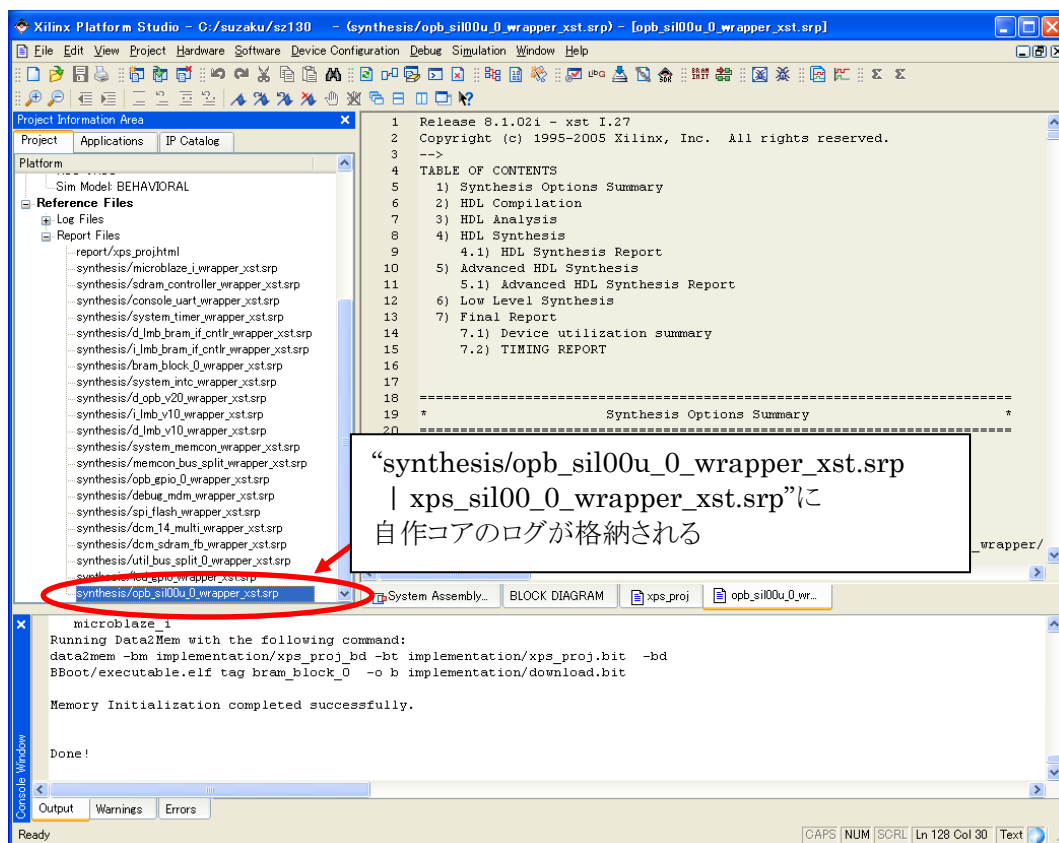 Xilinx Platform Studio - C:/suzaku/sz130 - (synthesis/opb_sil00u_0_wrapper_xst.srp) - [opb_sil00u_0_wrapper_xst.srp]
File Edit View Project Hardware Software Device Configuration Debug Simulation Window Help
Project Information Area
Project Applications IP Catalog
Platform
Sim Model: BEHAVIORAL
Reference Files
Log Files
Report Files
report/xps_proj.html
synthesis/microblaze_i_wrapper_xst.srp
synthesis/sdram_controller_wrapper_xst.srp
synthesis/console_uart_wrapper_xst.srp
synthesis/system_timer_wrapper_xst.srp
synthesis/d_lmb_bram_if_cntlr_wrapper_xst.srp
synthesis/i_lmb_bram_if_cntlr_wrapper_xst.srp
synthesis/bram_block_0_wrapper_xst.srp
synthesis/system_intc_wrapper_xst.srp
synthesis/d_opb_v20_wrapper_xst.srp
synthesis/i_lmb_v10_wrapper_xst.srp
synthesis/d_lmb_v10_wrapper_xst.srp
synthesis/system_memcon_wrapper_xst.srp
synthesis/memcon_bus_split_wrapper_xst.srp
synthesis/opb_gpio_0_wrapper_xst.srp
synthesis/debug_mdm_wrapper_xst.srp
synthesis/spi_flash_wrapper_xst.srp
synthesis/dcm_14_multi_wrapper_xst.srp
synthesis/dcm_sdram_fb_wrapper_xst.srp
synthesis/util_bus_split_0_wrapper_xst.srp
synthesis/led_gpio_wrapper_xst.srp
synthesis/opb_sil00u_0_wrapper_xst.srp
1 Release 8.1.02i - xst I.27
2 Copyright (c) 1995-2005 Xilinx, Inc. All rights reserved.
3 -->
4 TABLE OF CONTENTS
5 1) Synthesis Options Summary
6 2) HDL Compilation
7 3) HDL Analysis
8 4) HDL Synthesis
9 4.1) HDL Synthesis Report
10 5) Advanced HDL Synthesis
11 5.1) Advanced HDL Synthesis Report
12 6) Low Level Synthesis
13 7) Final Report
14 7.1) Device utilization summary
15 7.2) TIMING REPORT
16
17
18 =========================================================================
19 * Synthesis Options Summary *
20 =========================================================================
“synthesis/opb_sil00u_0_wrapper_xst.srp
| xps_sil00_0_wrapper_xst.srp”に
自作コアのログが格納される
_wrapper/
System Assembly... BLOCK DIAGRAM xps_proj opb_sil00u_0_wr...
microblaze_i
Running Data2Mem with the following command:
data2mem -bm implementation/xps_proj_bd -bt implementation/xps_proj.bit -bd
BBoot/executable.elf tag bram_block_0 -o b implementation/download.bit
Memory Initialization completed successfully.
Done!
Console Window
Output Warnings Errors
Ready
CAPS NUM SCRL Ln 128 Col 30 Text